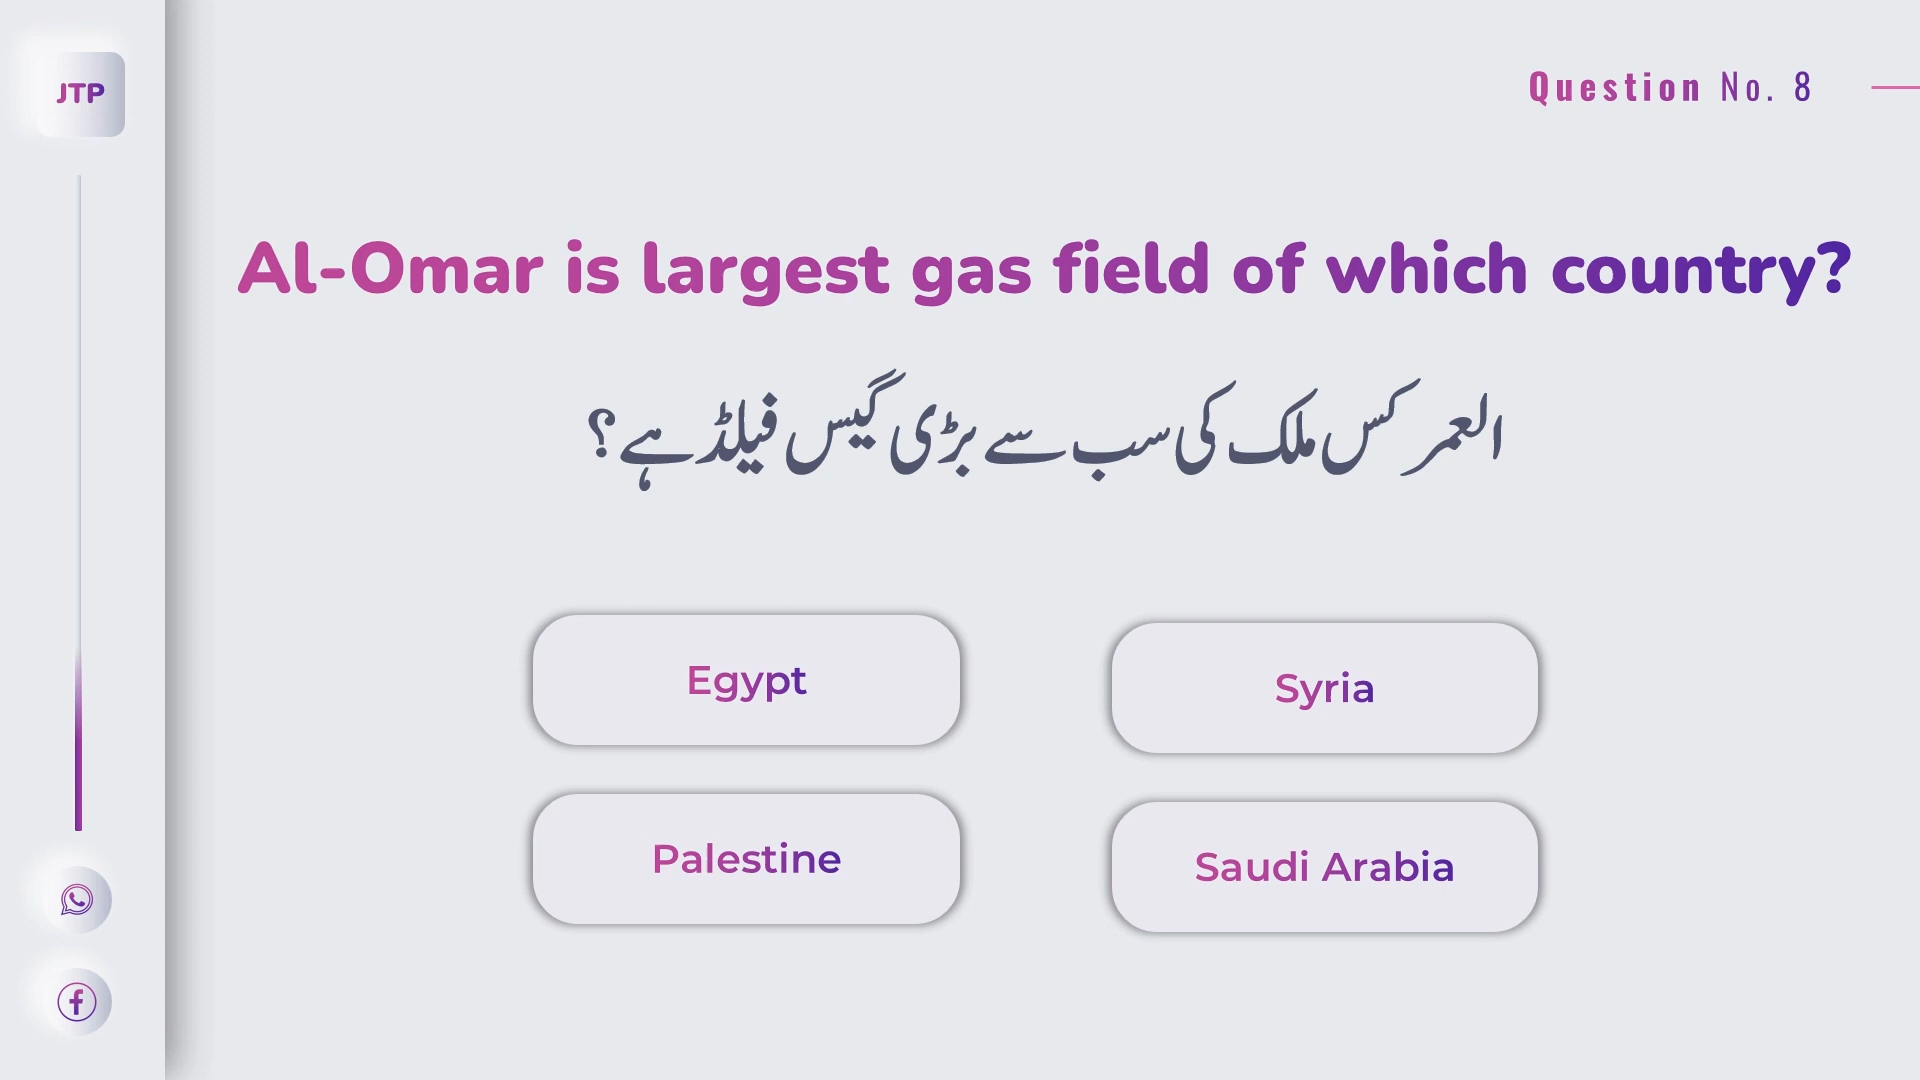 JTP
Question No. 8
Al-Omar is largest gas field of which country?
العمر کس ملک کی سب سے بڑی گیس فیلڈ ہے؟
Egypt
Syria
Palestine
Saudi Arabia